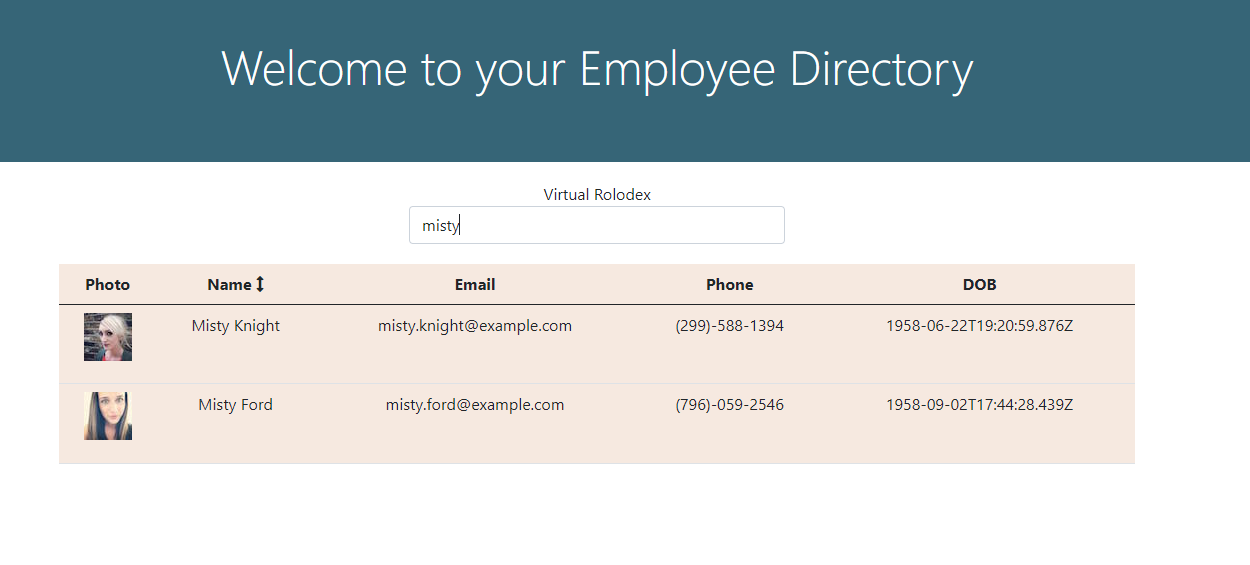 Welcome to your Employee Directory
Virtual Rolodex
misty
Photo Name Email Phone DOB
Misty Knight misty.knight@example.com (299)-588-1394 1958-06-22T19:20:59.876Z
Misty Ford misty.ford@example.com (796)-059-2546 1958-09-02T17:44:28.439Z